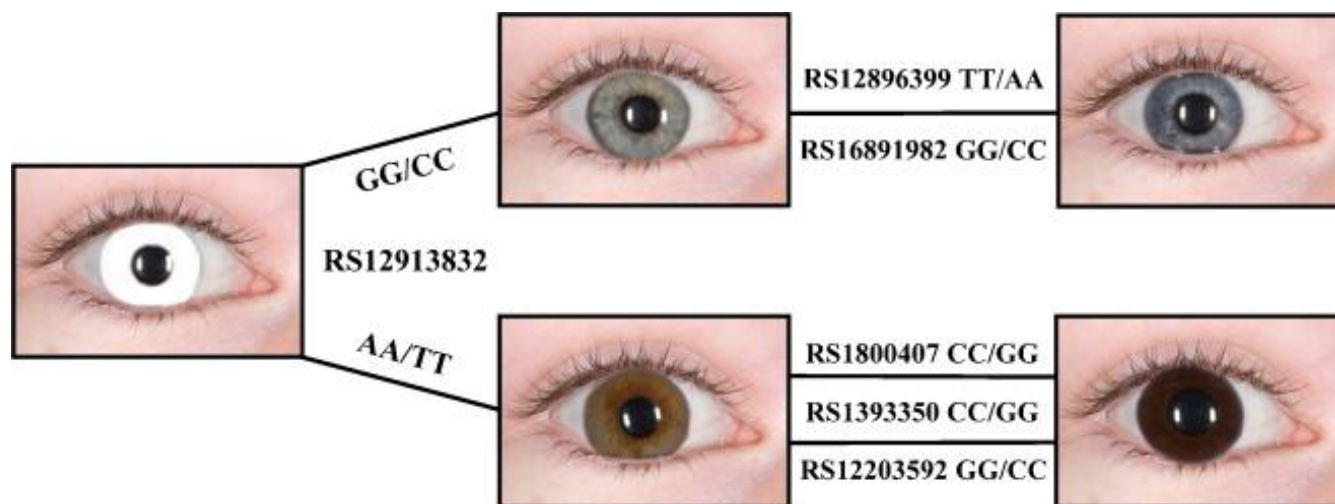 RS12896399 TT/AA
RS16891982 GG/CC
GG/CC
RS12913832
AA/TT
RS1800407 CC/GG
RS1393350 CC/GG
RS12203592 GG/CC